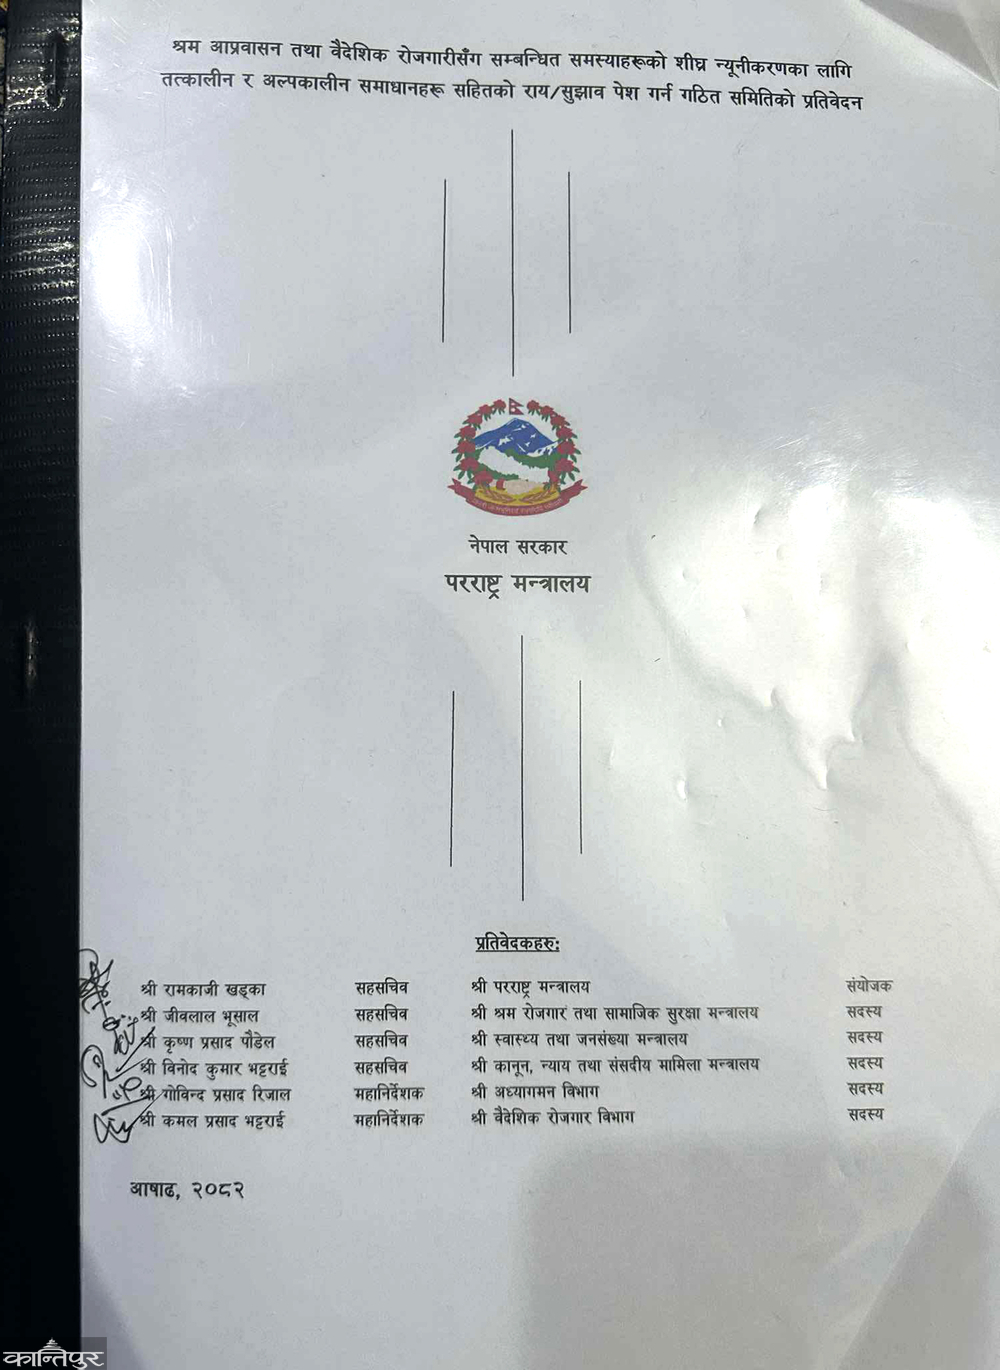 श्रम आप्रवासन तथा वैदेशिक रोजगारीसँग सम्बन्धित समस्याहरूको शीघ्र न्यूनीकरणका लागि
तत्कालीन र अल्पकालीन समाधानहरू सहितको राय/सुझाव पेश गर्न गठित समितिको प्रतिवेदन
नेपाल सरकार
परराष्ट्र मन्त्रालय
प्रतिवेदकहरु:
श्री रामकाजी खड्का सहसचिव श्री परराष्ट्र मन्त्रालय संयोजक
श्री जीवलाल भूसाल सहसचिव श्री श्रम रोजगार तथा सामाजिक सुरक्षा मन्त्रालय सदस्य
श्री कृष्ण प्रसाद पौडेल सहसचिव श्री स्वास्थ्य तथा जनसंख्या मन्त्रालय सदस्य
श्री विनोद कुमार भट्टराई सहसचिव श्री कानून, न्याय तथा संसदीय मामिला मन्त्रालय सदस्य
श्री गोविन्द प्रसाद रिजाल महानिर्देशक श्री अध्यागमन विभाग सदस्य
श्री कमल प्रसाद भट्टराई महानिर्देशक श्री वैदेशिक रोजगार विभाग सदस्य
आषाढ, २०८२
कान्तिपुर